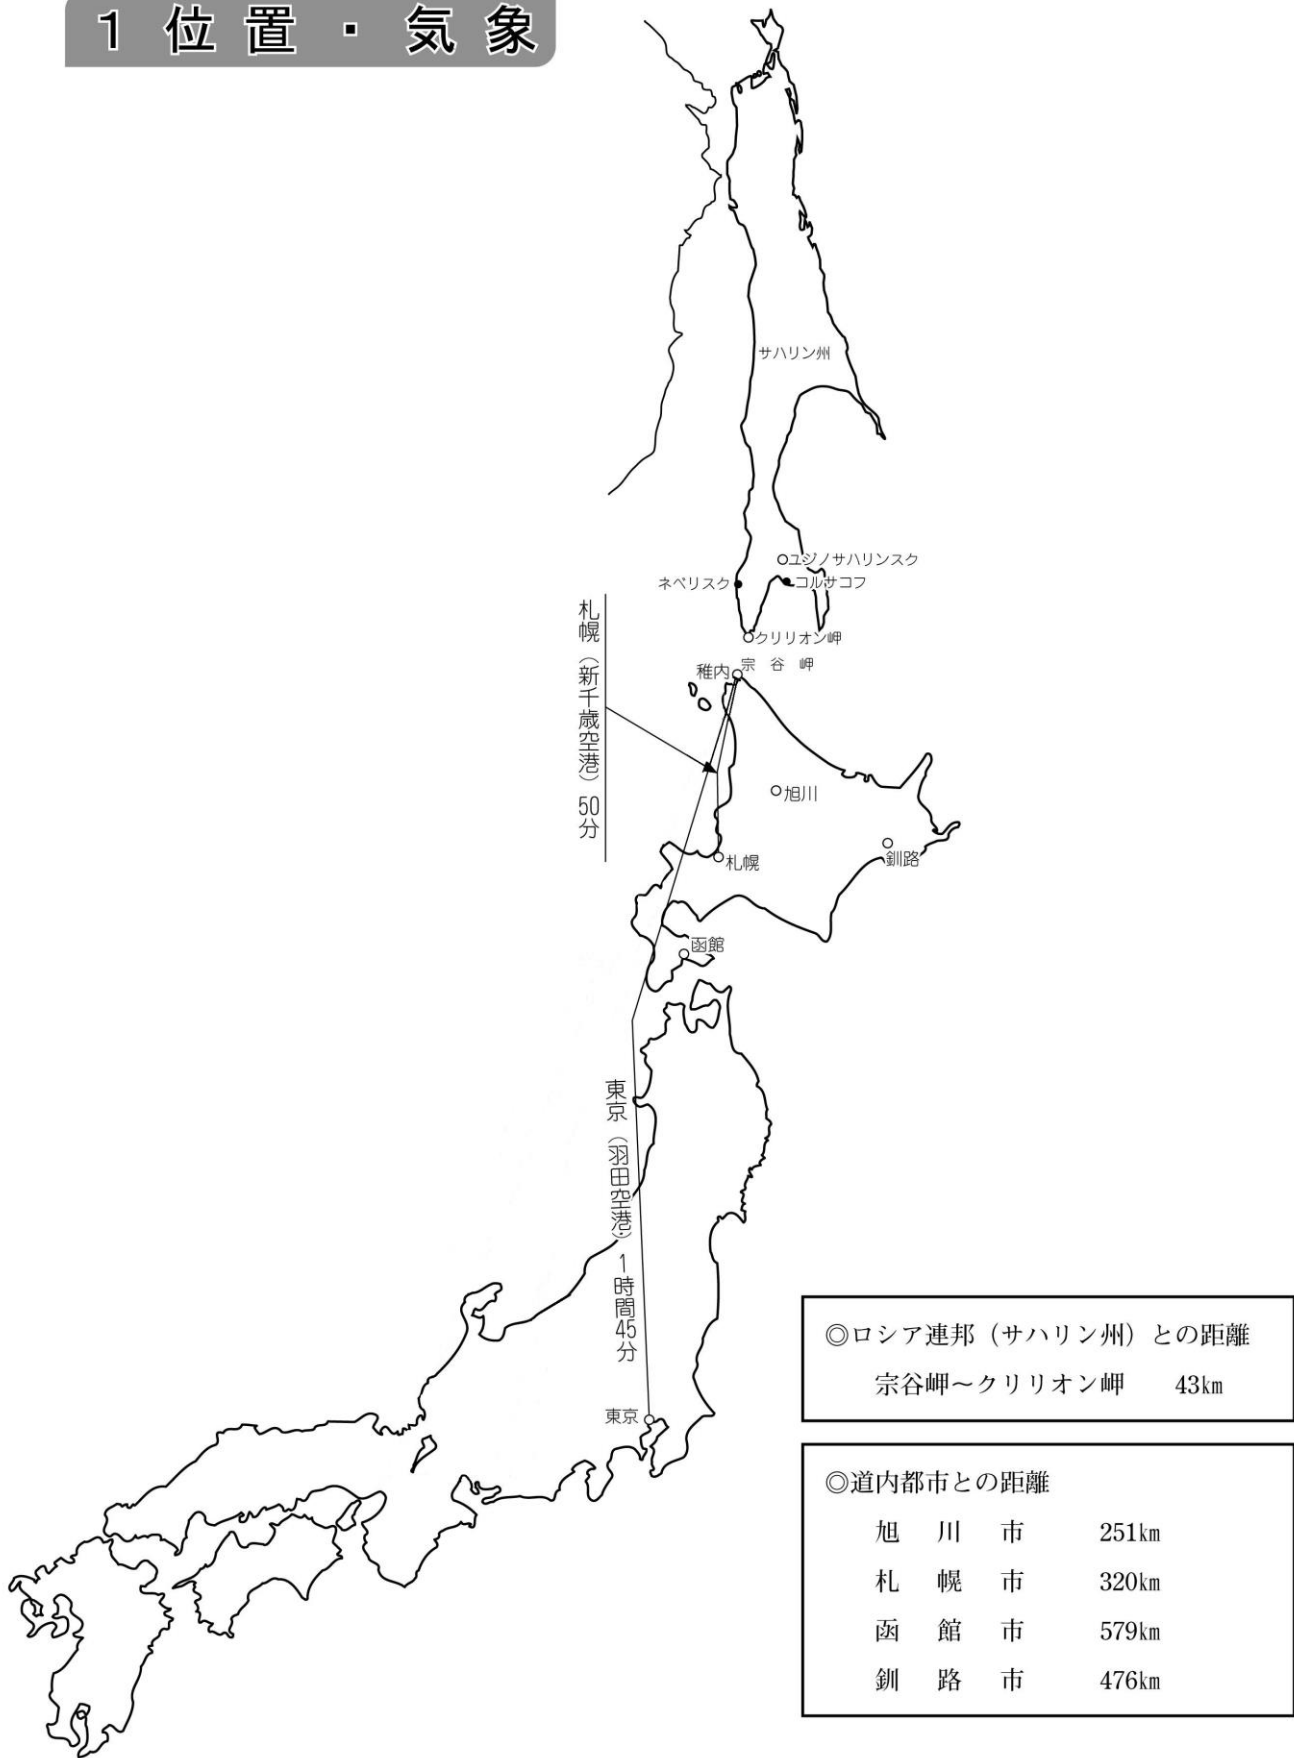 1 位置・気象
サハリン州
ユジノサハリンスク
ネベリスク
コルサコフ
クリリオン岬
稚内
宗谷岬
札幌（新千歳空港）50分
旭川
釧路
札幌
函館
東京（羽田空港）1時間45分
東京
◎ロシア連邦（サハリン州）との距離
宗谷岬～クリリオン岬 43㎞
◎道内都市との距離
旭川市 251㎞
札幌市 320㎞
函館市 579㎞
釧路市 476㎞